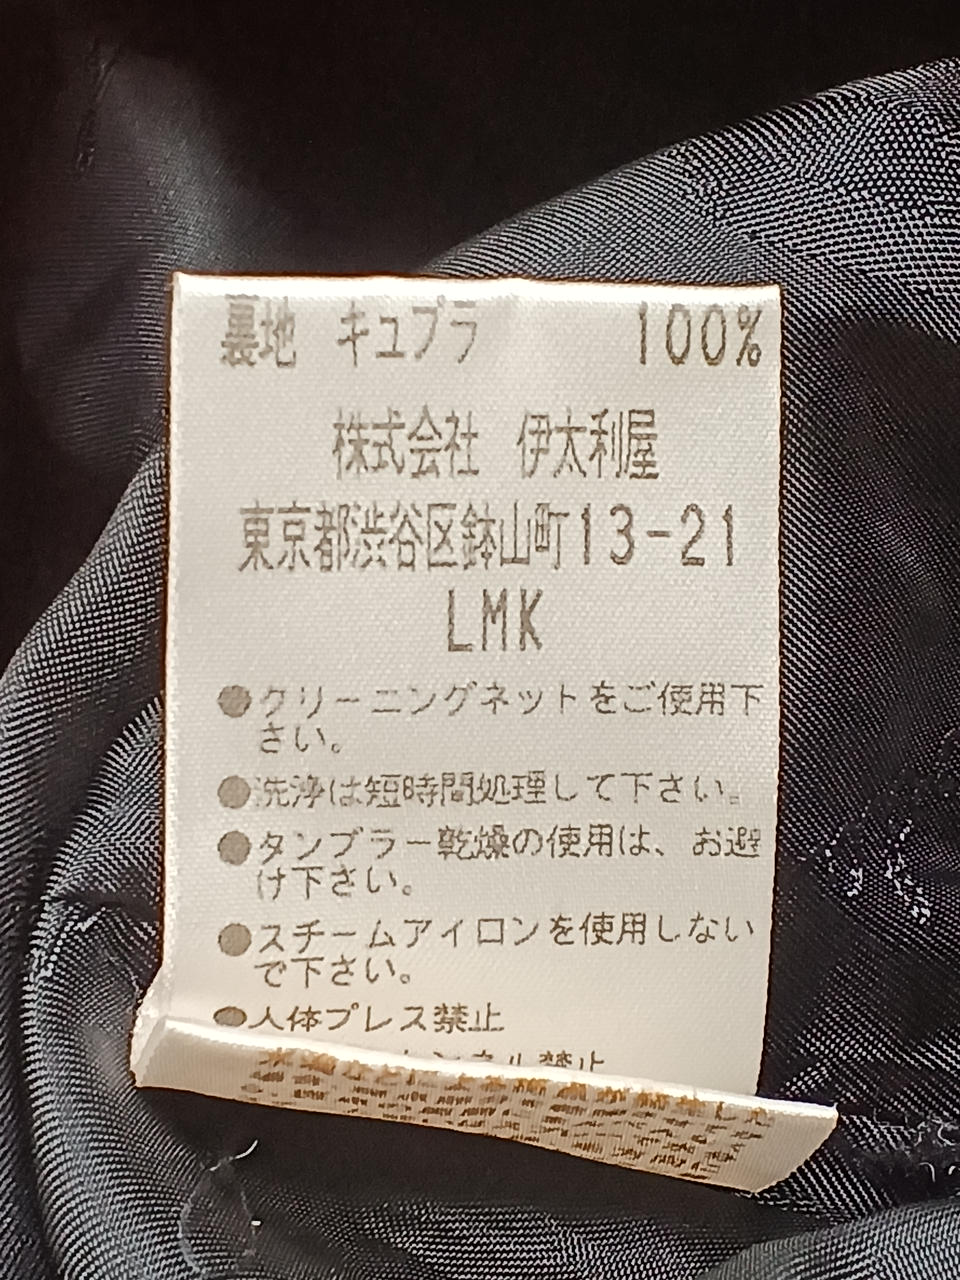 裏地 キュプラ 100%
株式会社 伊太利屋
東京都渋谷区鉢山町13-21
LMK
●クリーニングネットをご使用下
さい。
●洗浄は短時間処理して下さい。
●タンブラー乾燥の使用は、お避
け下さい。
●スチームアイロンを使用しない
で下さい。
●人体プレス禁止
ンネル禁止